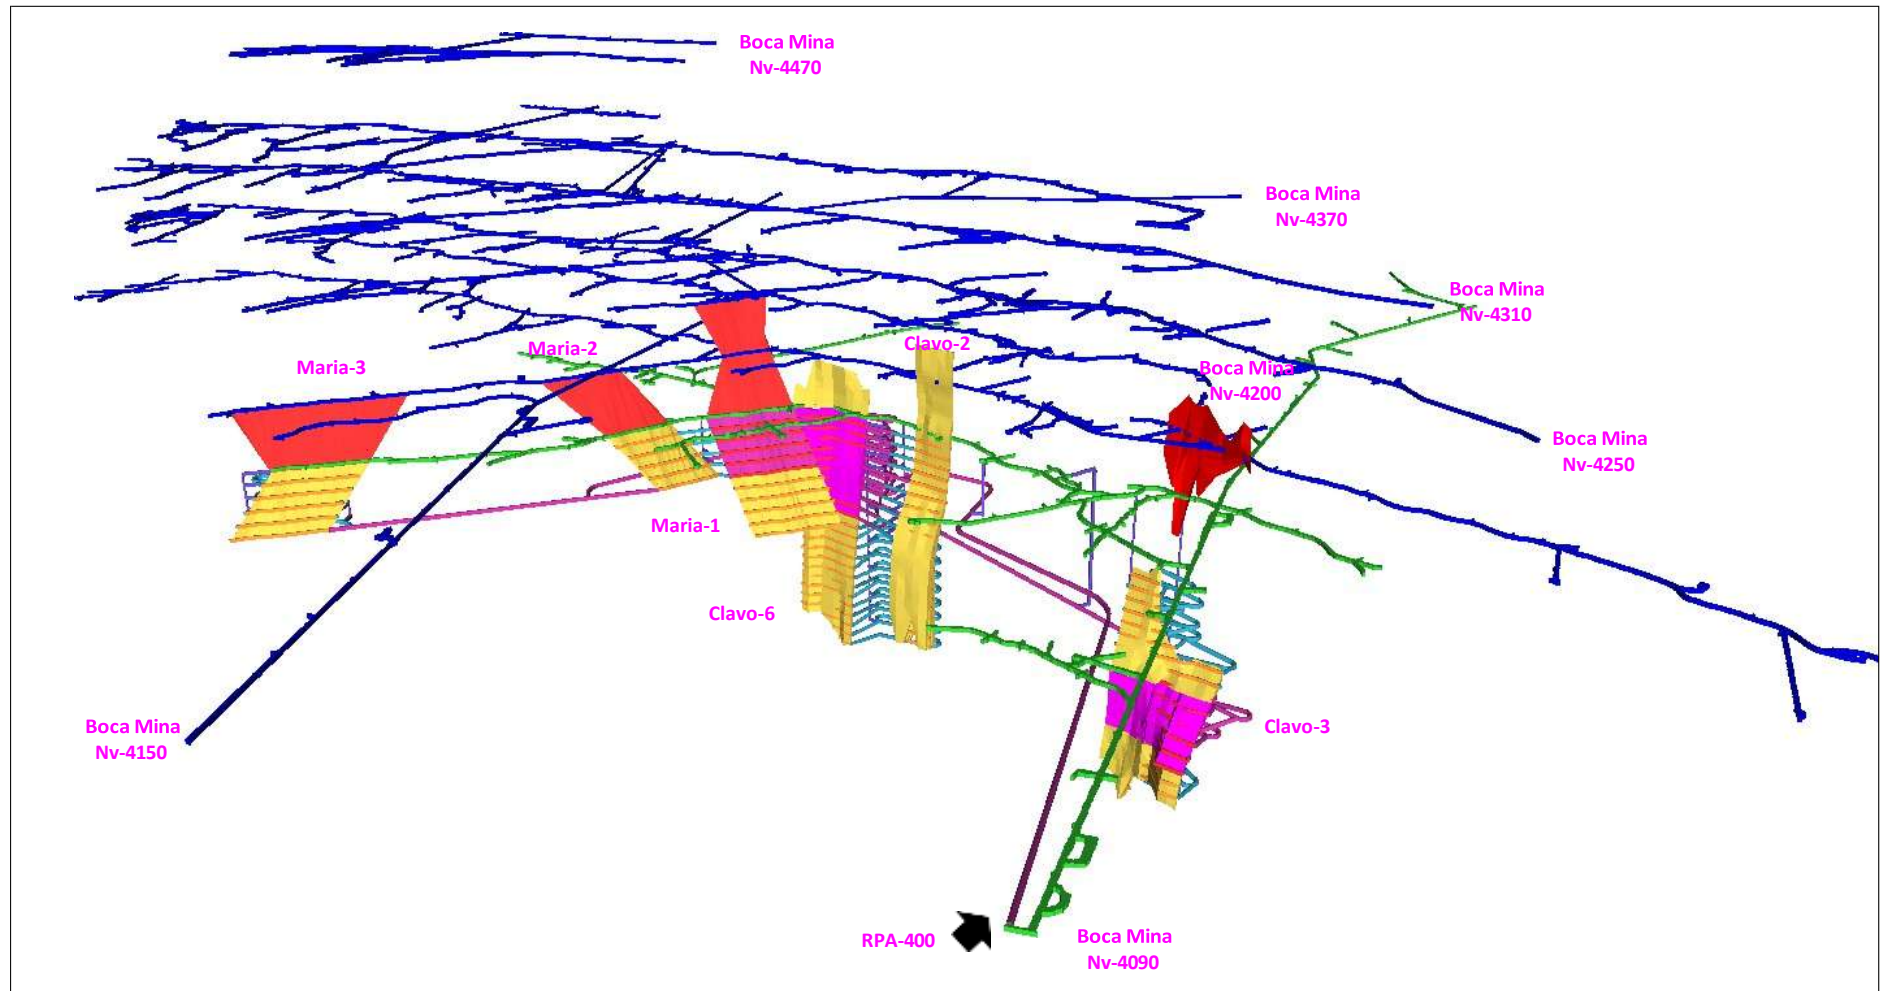 Boca Mina
Nv-4470
Boca Mina
Nv-4370
Boca Mina
Nv-4310
Clavo-2
Maria-2
Maria-3
Boca Mina
Nv-4200
Boca Mina
Nv-4250
Maria-1
Clavo-6
Boca Mina
Nv-4150
Clavo-3
RPA-400
Boca Mina
Nv-4090